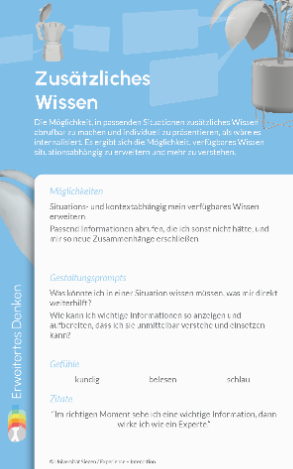 Zusätzliches
Wissen
Die Möglichkeit, in passenden Situationen zusätzliches Wissen
abrufbar zu machen und individuell zu präsentieren, als wäre es
internalisiert. Es ergibt sich die Möglichkeit, verfügbares Wissen
situationsabhängig zu erweitern und mehr zu verstehen.
Möglichkeiten
Situations- und kontextabhängig mein verfügbares Wissen
erweitern
Passend Informationen abrufen, die ich sonst nicht hätte, und
mir so neue Zusammenhänge erschließen
Gestaltungsprompts
Was könnte ich in einer Situation wissen müssen, was mir direkt
weiterhilft?
Wie kann ich wichtige Informationen so anzeigen und
aufbereiten, dass ich sie unmittelbar verstehe und einsetzen
kann?
Gefühle
kundig belesen schlau
Zitate
"Im richtigen Moment sehe ich eine wichtige Information, dann
wirke ich wie ein Experte."
Erweitertes Denken
© Universität Siegen / Experience + Interaction